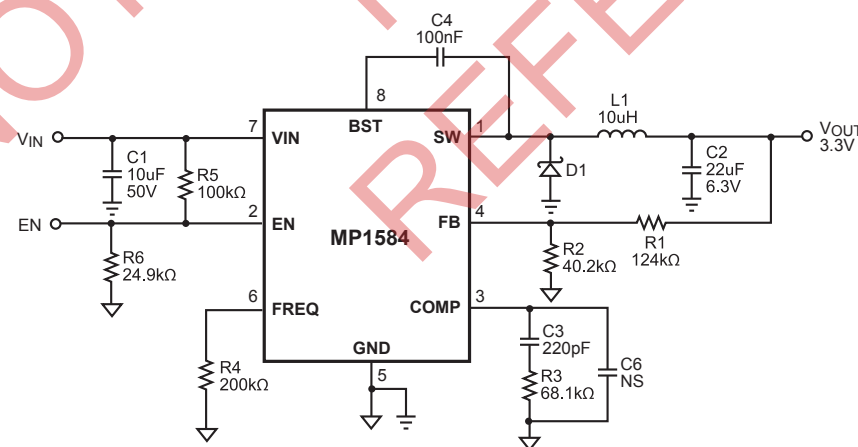 C4
100nF
8
BST
7
VIN
SW
1
L1
10uH
VIN
VOUT
3.3V
C1
10uF
50V
R5
100kΩ
D1
C2
22uF
6.3V
EN
2
EN
FB
4
MP1584
R1
124kΩ
R2
40.2kΩ
R6
24.9kΩ
6
FREQ
COMP
3
GND
5
R4
200kΩ
C3
220pF
R3
68.1kΩ
C6
NS
NOT
REFE